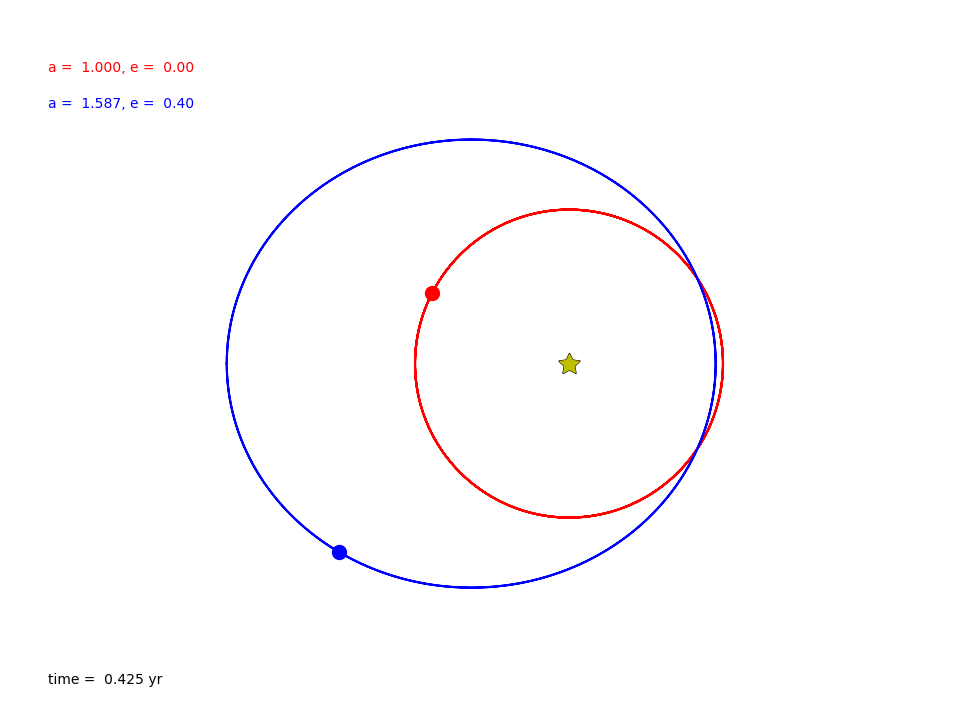 a =  1.000, e =  0.00
a =  1.587, e =  0.40
time =  0.425 yr